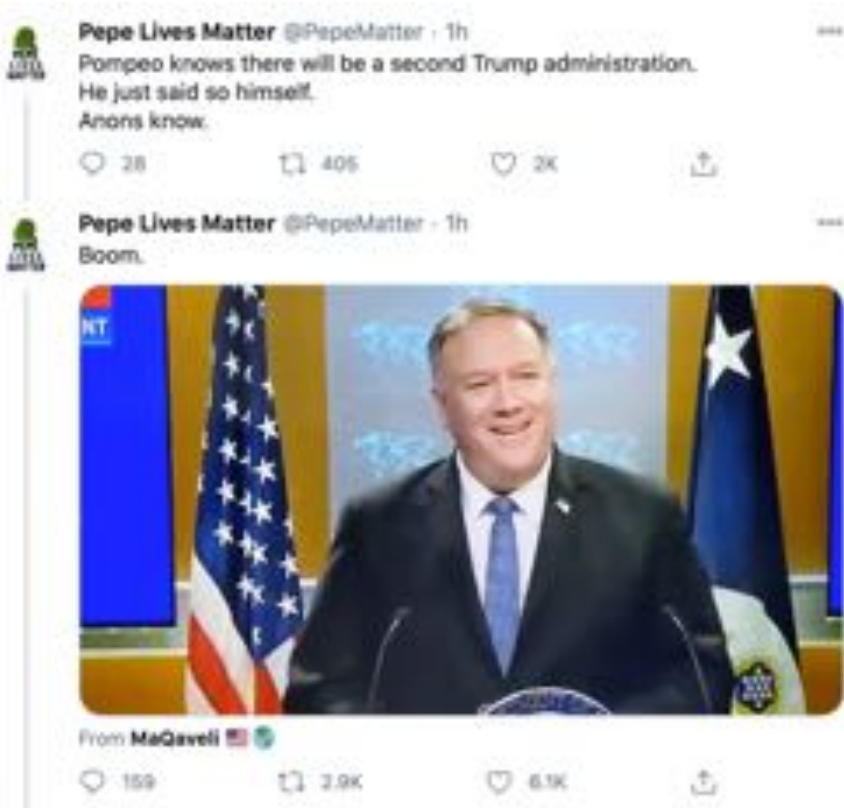 Pepe Lives Matter @PepeMatter · 1h
Pompeo knows there will be a second Trump administration.
He just said so himself.
Anons know.
28 405 2K
Pepe Lives Matter @PepeMatter · 1h
Boom.
NT
From MaQaveli
159 2.9K 6.1K